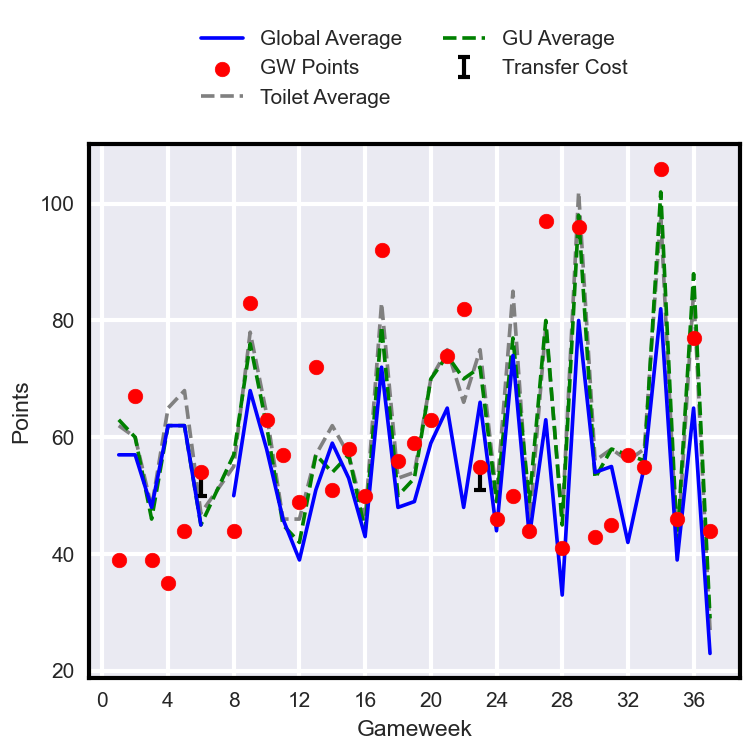 Global Average GU Average
GW Points Transfer Cost
Toilet Average
100
80
60
40
20
Points
0 4 8 12 16 20 24 28 32 36
Gameweek